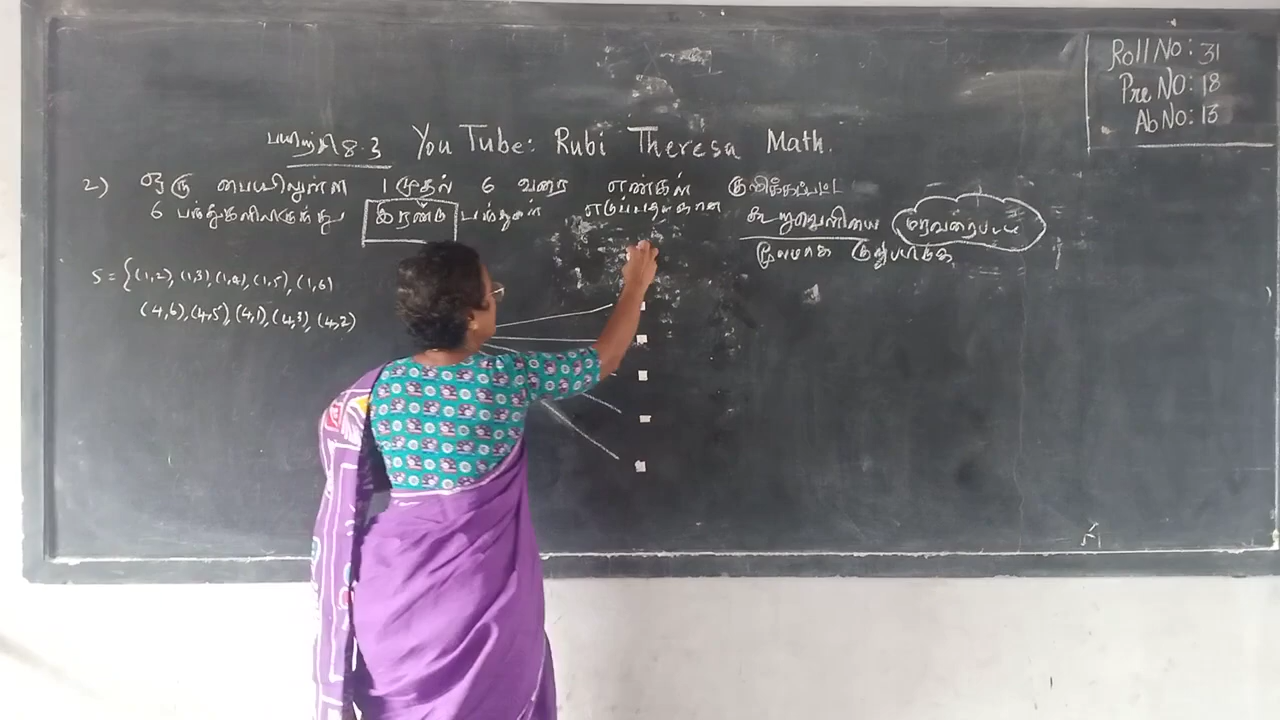 Roll No: 31
Pre NO: 18
Ab No: 13
பயிற்சி 8.3 You Tube: Rubi Theresa Math.
2) ஒரு பையிலுள்ள 1 முதல் 6 வரை எண்கள் குறிக்கப்பட்ட
6 பந்துகளிலிருந்து இரண்டு பந்துகள் எடுப்பதற்கான கூறுவெளியை மரவரைபடம்
மூலமாக குறிப்பிடுக
S = {(1,2), (1,3), (1,4), (1,5), (1,6)
(4,6), (4,5), (4,1), (4,3), (4,2)